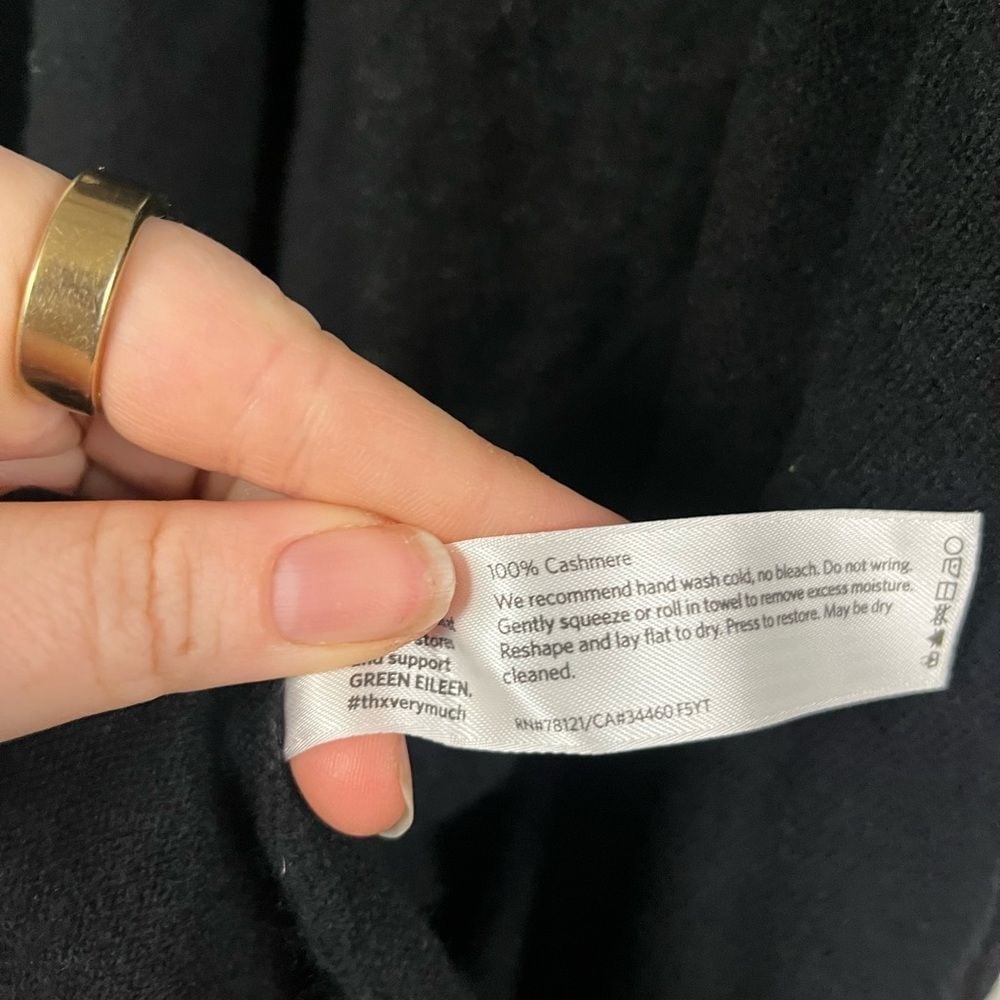 100% Cashmere
We recommend hand wash cold, no bleach. Do not wring.
Gently squeeze or roll in towel to remove excess moisture.
Reshape and lay flat to dry. Press to restore. May be dry
cleaned.
RN#78121/CA#34460 F5YT
support
GREEN EILEEN.
#thxverymuch